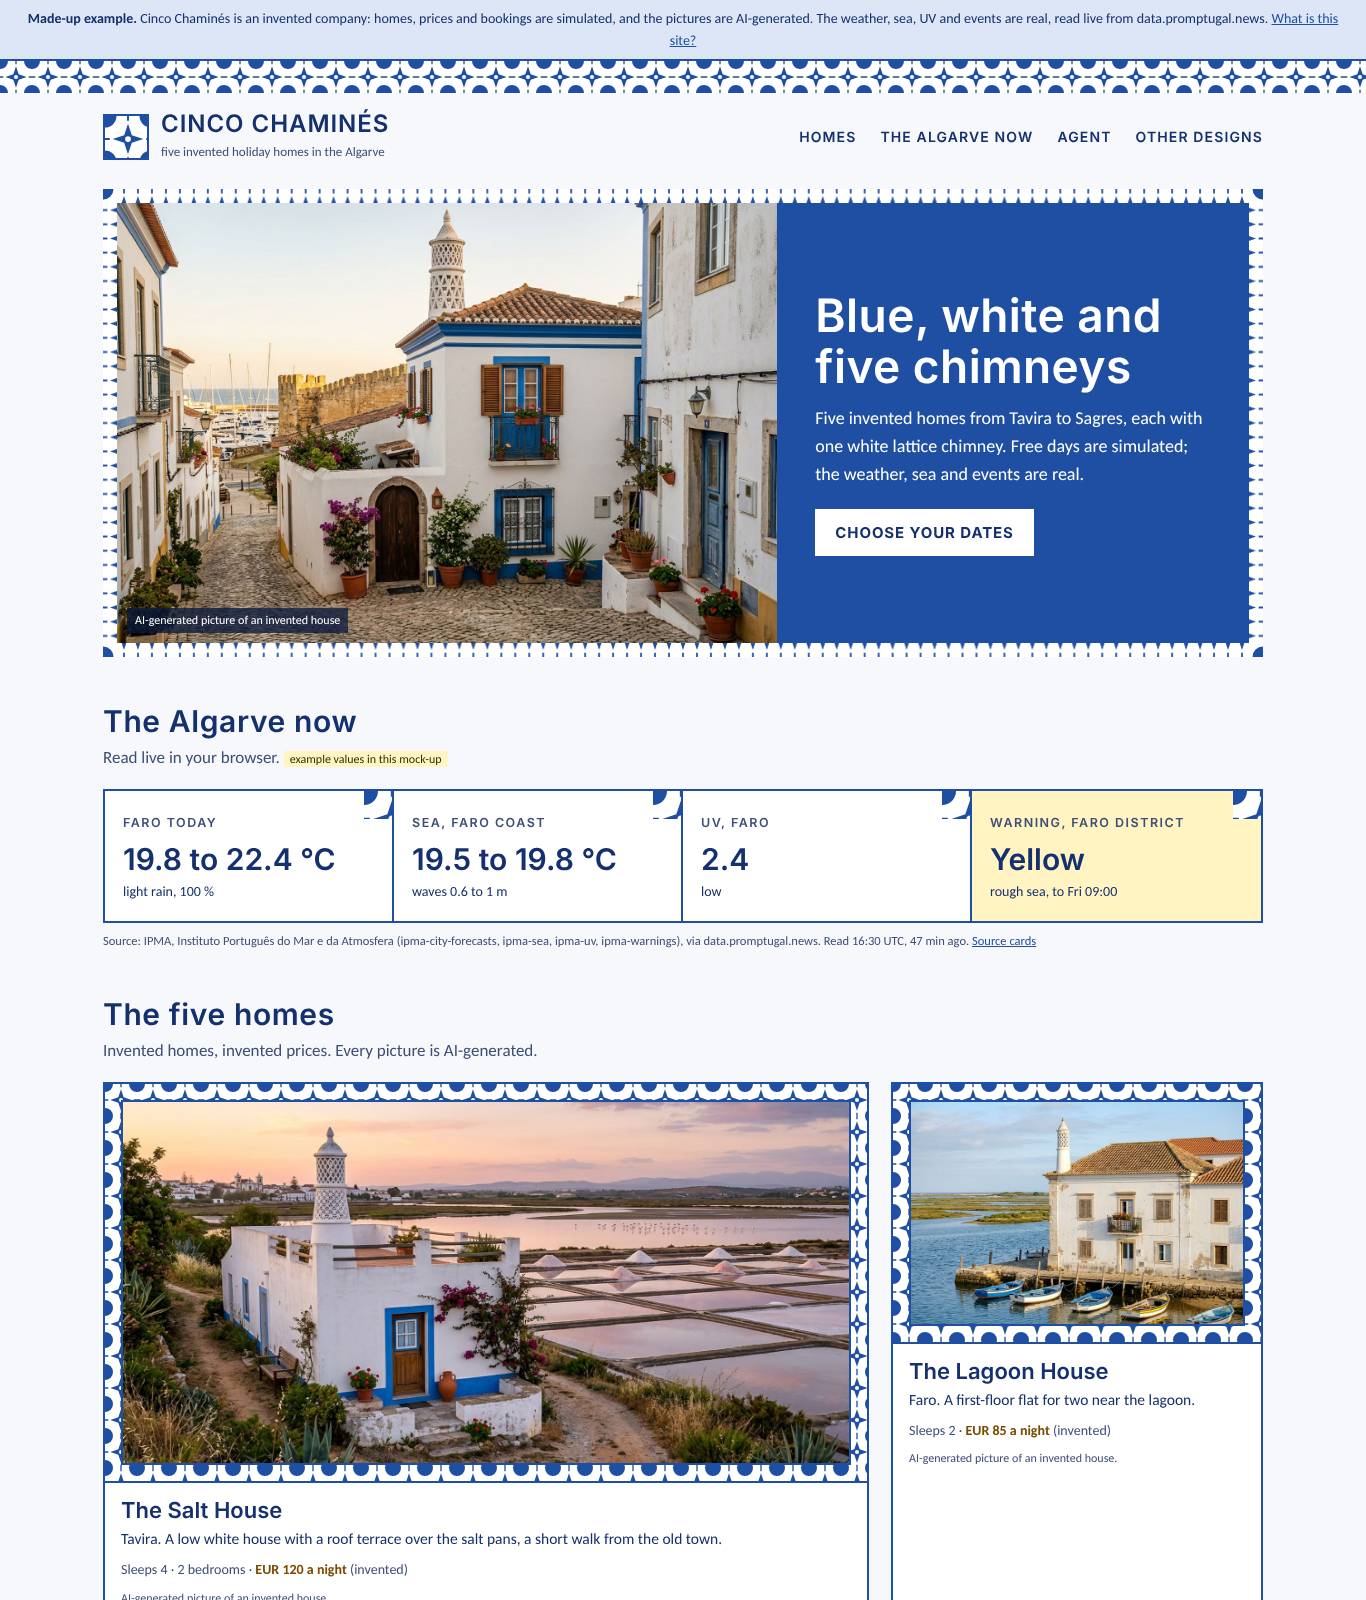 Made-up example. Cinco Chaminés is an invented company: homes, prices and bookings are simulated, and the pictures are AI-generated. The weather, sea, UV and events are real, read live from data.promptugal.news. What is this
site?
CINCO CHAMINÉS
five invented holiday homes in the Algarve
HOMES THE ALGARVE NOW AGENT OTHER DESIGNS
Blue, white and
five chimneys
Five invented homes from Tavira to Sagres, each with
one white lattice chimney. Free days are simulated;
the weather, sea and events are real.
CHOOSE YOUR DATES
AI-generated picture of an invented house
The Algarve now
Read live in your browser. example values in this mock-up
FARO TODAY
19.8 to 22.4 °C
light rain, 100 %
SEA, FARO COAST
19.5 to 19.8 °C
waves 0.6 to 1 m
UV, FARO
2.4
low
WARNING, FARO DISTRICT
Yellow
rough sea, to Fri 09:00
Source: IPMA, Instituto Português do Mar e da Atmosfera (ipma-city-forecasts, ipma-sea, ipma-uv, ipma-warnings), via data.promptugal.news. Read 16:30 UTC, 47 min ago. Source cards
The five homes
Invented homes, invented prices. Every picture is AI-generated.
The Salt House
Tavira. A low white house with a roof terrace over the salt pans, a short walk from the old town.
Sleeps 4 · 2 bedrooms · EUR 120 a night (invented)
AI-generated picture of an invented house.
The Lagoon House
Faro. A first-floor flat for two near the lagoon.
Sleeps 2 · EUR 85 a night (invented)
AI-generated picture of an invented house.